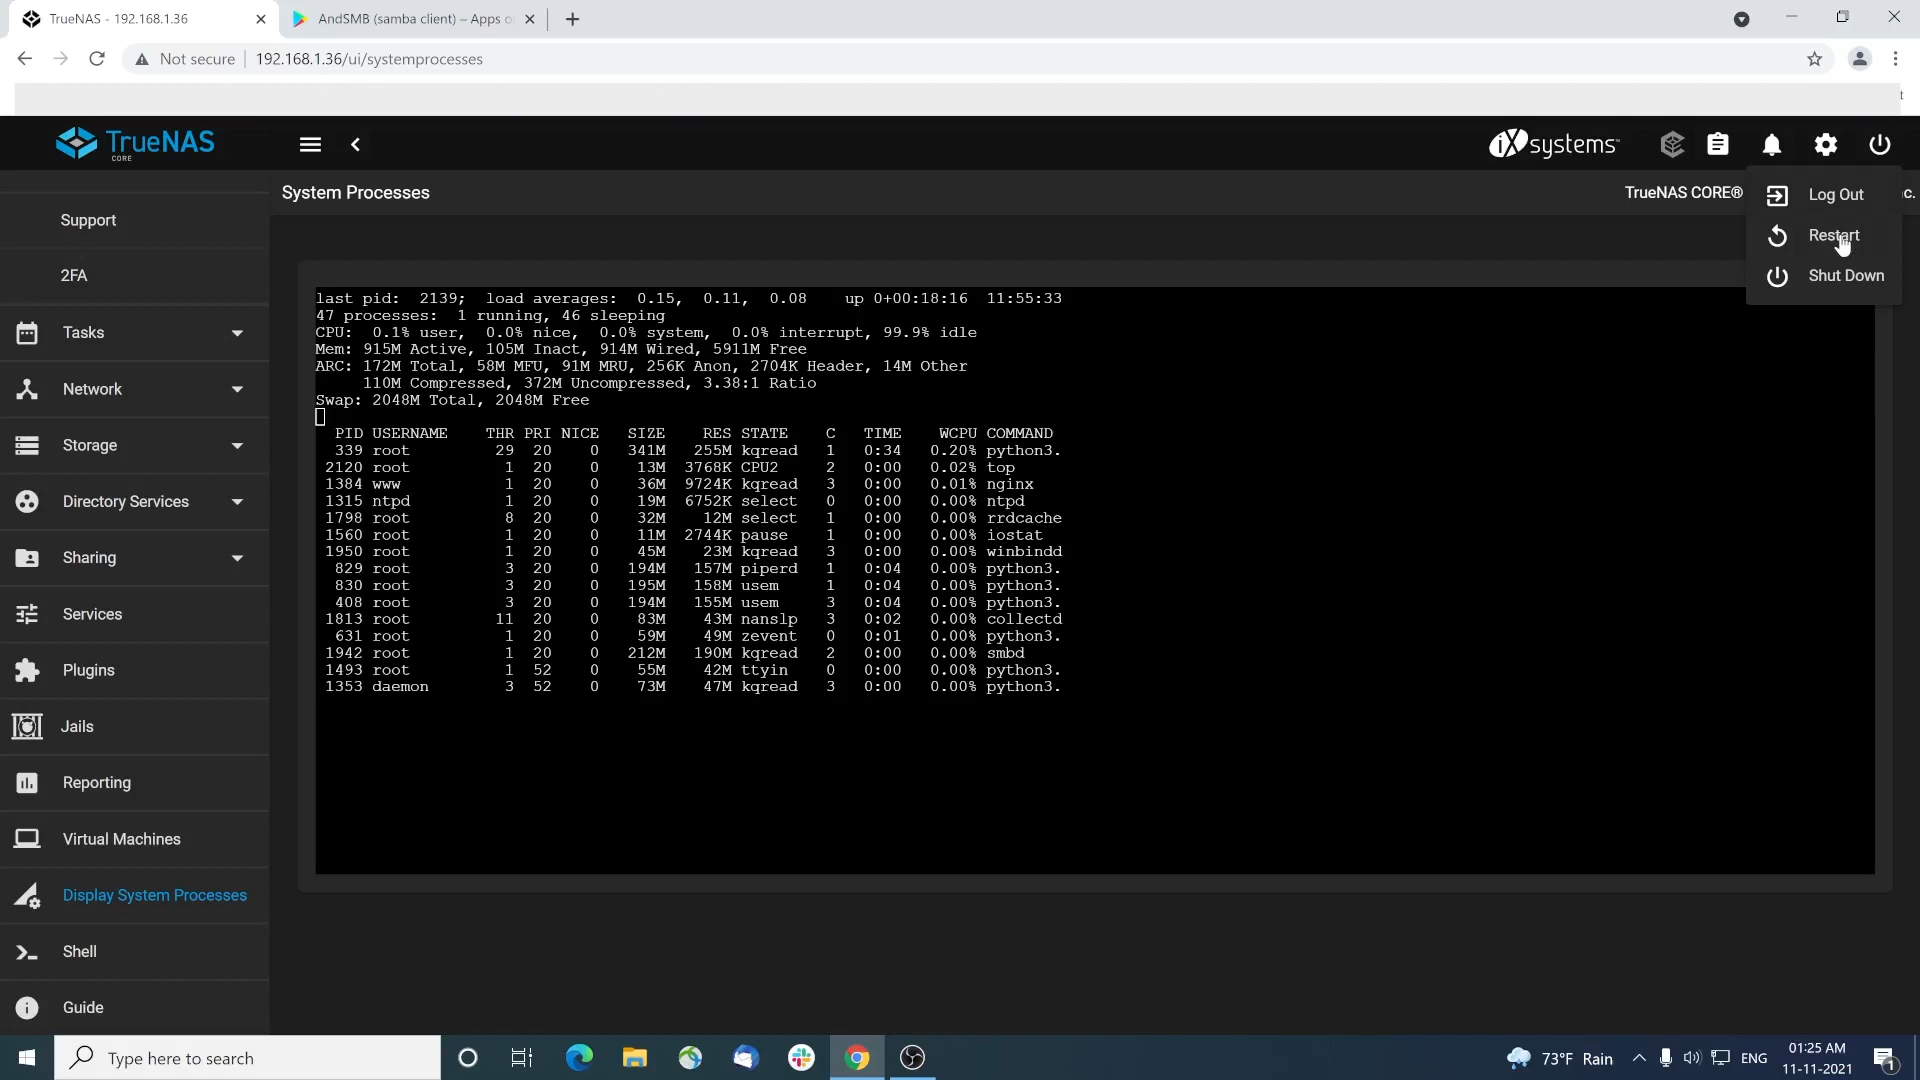 TrueNAS - 192.168.1.36
AndSMB (samba client) – Apps o
Not secure
192.168.1.36/ui/systemprocesses
TrueNAS
CORE
iXsystems
System Processes
TrueNAS CORE®
c.
Log Out
Restart
Shut Down
Support
2FA
Tasks
Network
Storage
Directory Services
Sharing
Services
Plugins
Jails
Reporting
Virtual Machines
Display System Processes
Shell
Guide
last pid: 2139; load averages: 0.15, 0.11, 0.08 up 0+00:18:16 11:55:33
47 processes: 1 running, 46 sleeping
CPU: 0.1% user, 0.0% nice, 0.0% system, 0.0% interrupt, 99.9% idle
Mem: 915M Active, 105M Inact, 914M Wired, 5911M Free
ARC: 172M Total, 58M MFU, 91M MRU, 256K Anon, 2704K Header, 14M Other
110M Compressed, 372M Uncompressed, 3.38:1 Ratio
Swap: 2048M Total, 2048M Free
PID USERNAME THR PRI NICE SIZE RES STATE C TIME WCPU COMMAND
339 root 29 20 0 341M 255M kqread 1 0:34 0.20% python3.
2120 root 1 20 0 13M 3768K CPU2 2 0:00 0.02% top
1384 www 1 20 0 36M 9724K kqread 3 0:00 0.01% nginx
1315 ntpd 1 20 0 19M 6752K select 0 0:00 0.00% ntpd
1798 root 8 20 0 32M 12M select 1 0:00 0.00% rrdcache
1560 root 1 20 0 11M 2744K pause 1 0:00 0.00% iostat
1950 root 1 20 0 45M 23M kqread 3 0:00 0.00% winbindd
829 root 3 20 0 194M 157M piperd 1 0:04 0.00% python3.
830 root 3 20 0 195M 158M usem 1 0:04 0.00% python3.
408 root 3 20 0 194M 155M usem 3 0:04 0.00% python3.
1813 root 11 20 0 83M 43M nanslp 3 0:02 0.00% collectd
631 root 1 20 0 59M 49M zevent 0 0:01 0.00% python3.
1942 root 1 20 0 212M 190M kqread 2 0:00 0.00% smbd
1493 root 1 52 0 55M 42M ttyin 0 0:00 0.00% python3.
1353 daemon 3 52 0 73M 47M kqread 3 0:00 0.00% python3.
Type here to search
73°F Rain
ENG
01:25 AM
11-11-2021
1